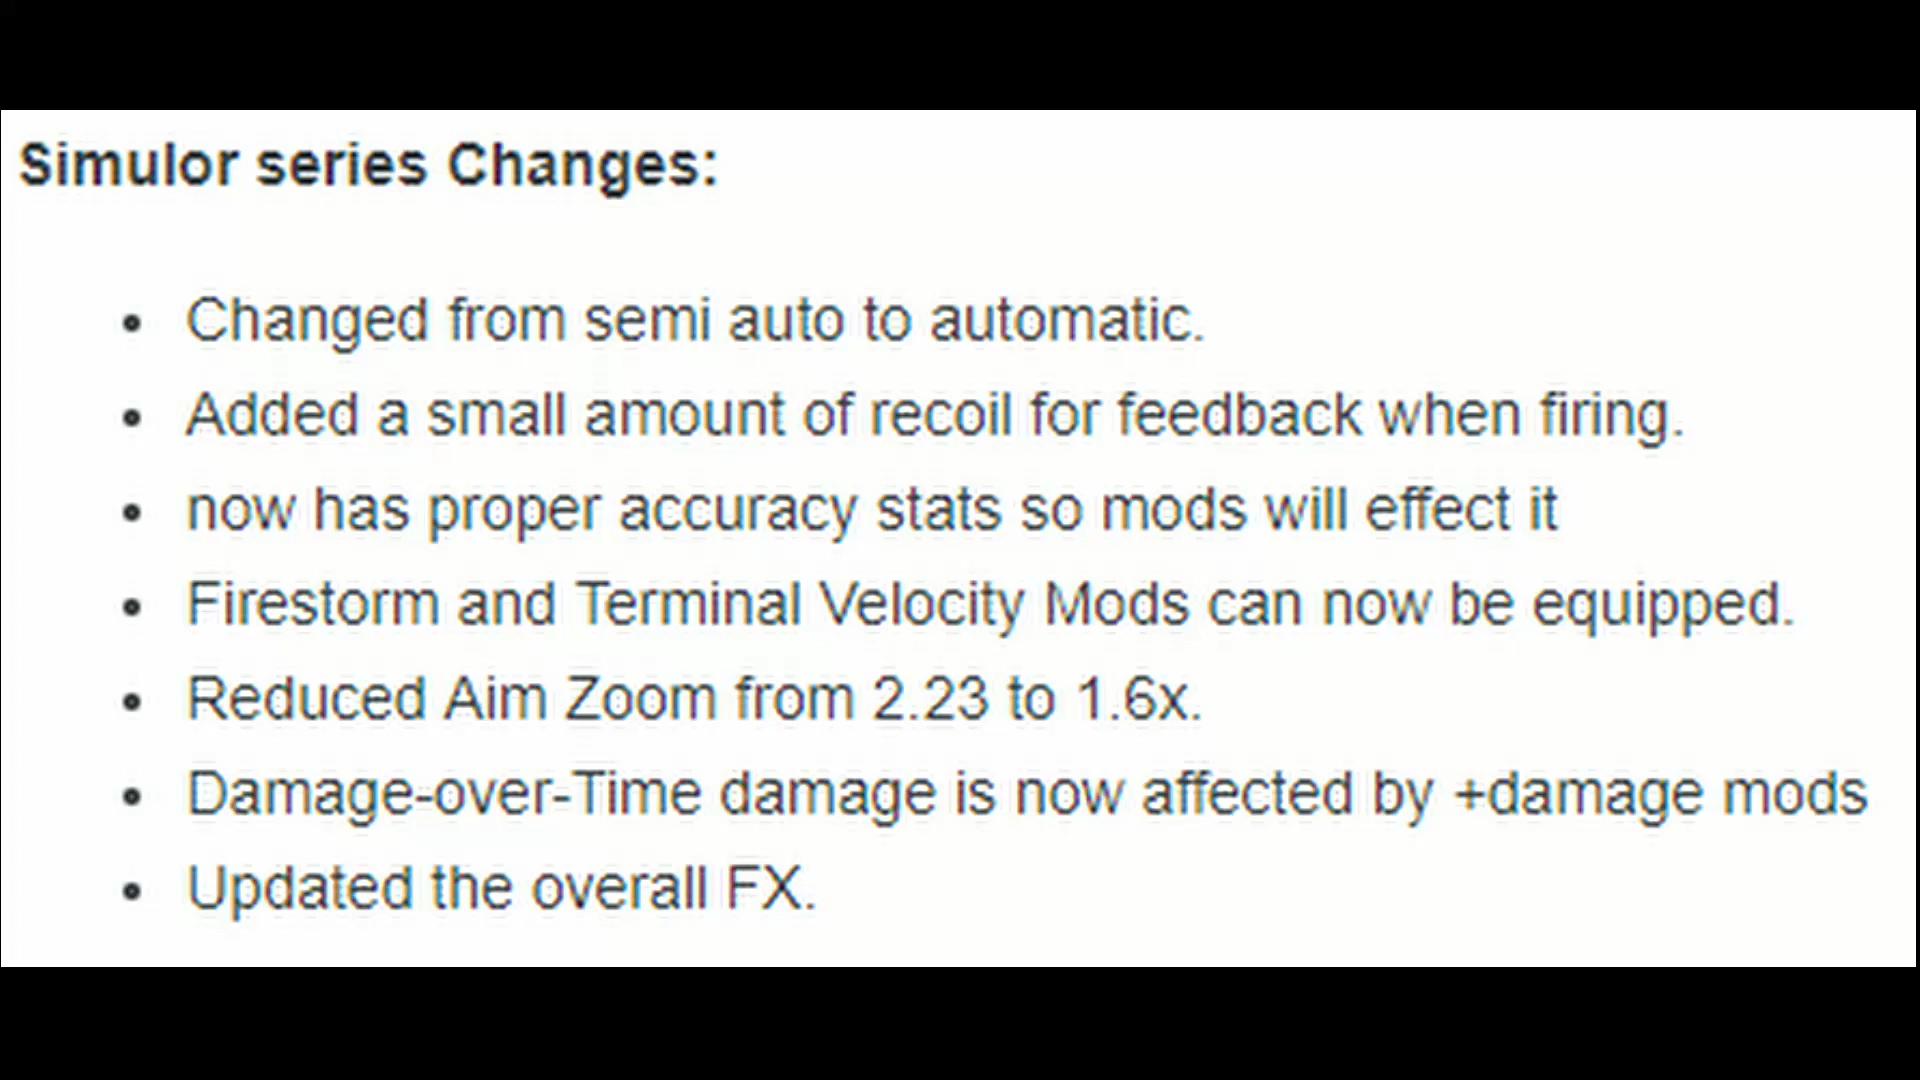 Simulor series Changes:
• Changed from semi auto to automatic.
• Added a small amount of recoil for feedback when firing.
• now has proper accuracy stats so mods will effect it
• Firestorm and Terminal Velocity Mods can now be equipped.
• Reduced Aim Zoom from 2.23 to 1.6x.
• Damage-over-Time damage is now affected by +damage mods
• Updated the overall FX.